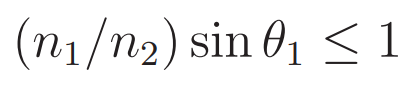 (n₁/n₂) sin θ₁ ≤ 1